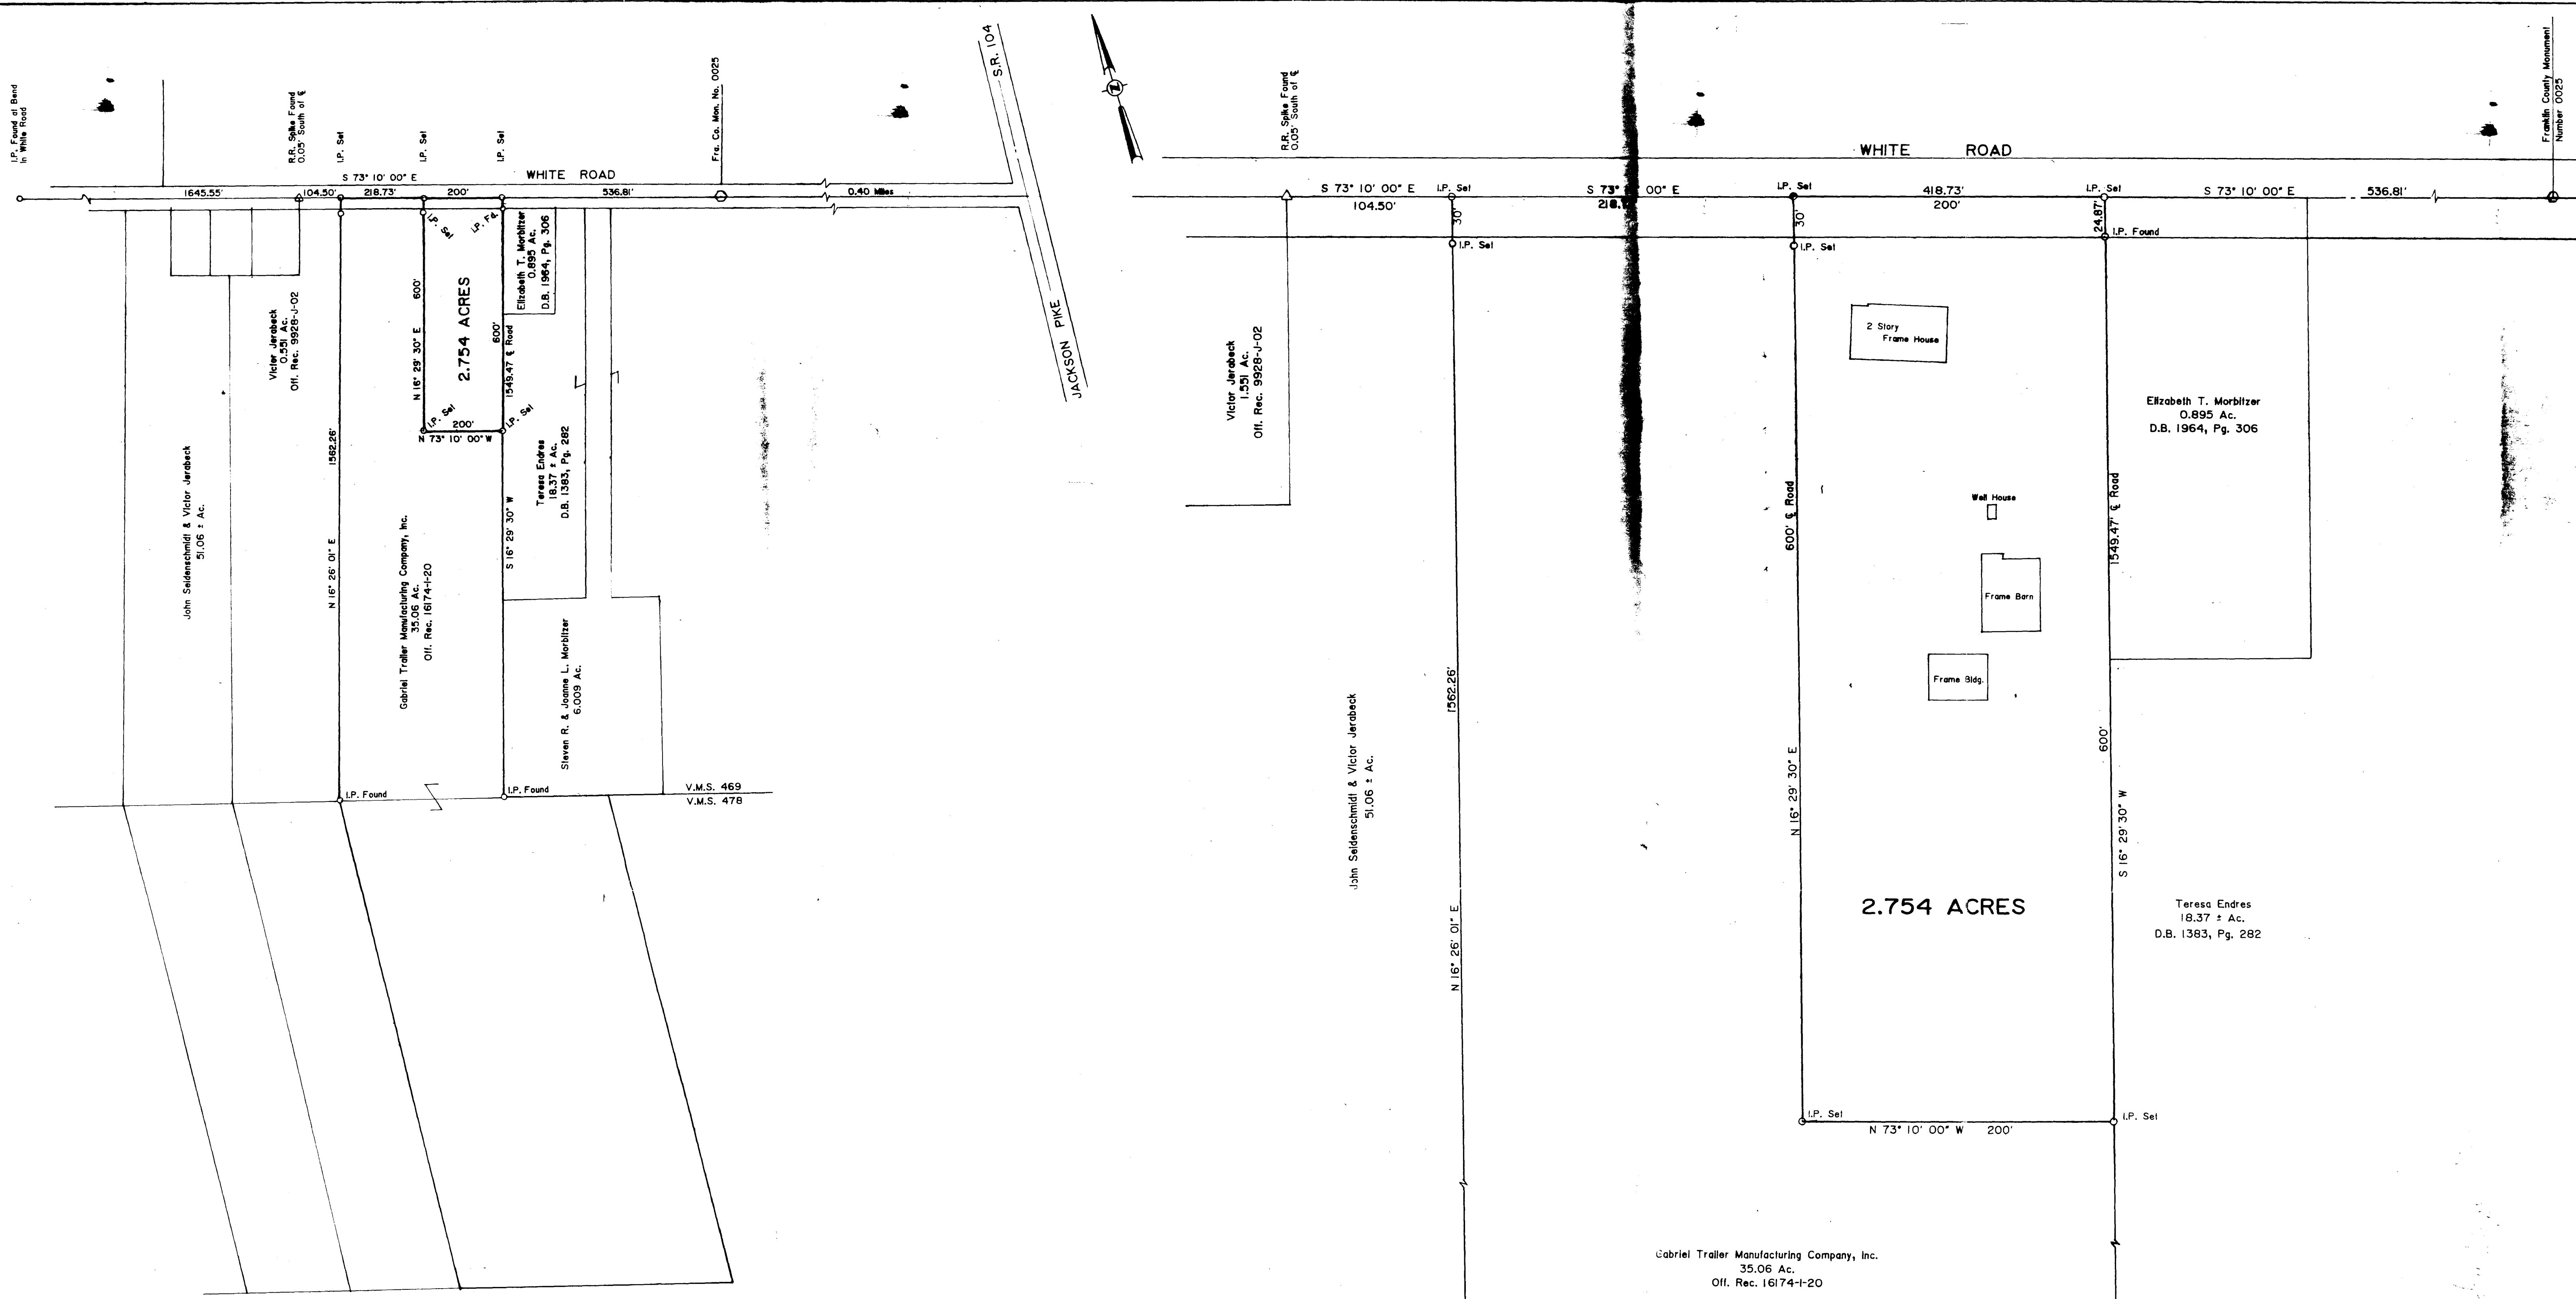 I.P. Found at Bend
In White Road
R.R. Spike Found
0.05' South of ℄
I.P. Set
I.P. Set
I.P. Set
Fra. Co. Mon. No. 0025
S.R. 104
JACKSON PIKE
N
S 73° 10' 00" E
WHITE ROAD
1645.55'
104.50'
218.73'
200'
536.81'
0.40 Miles
I.P. Set
I.P. Fd.
Victor Jerabeck
0.551 Ac.
Off. Rec. 9928-J-02
600'
N 16° 29' 30" E
2.754 ACRES
600'
1549.47 ℄ Road
Elizabeth T. Morbitzer
0.895 Ac.
D.B. 1964, Pg. 306
I.P. Set
200'
I.P. Set
N 73° 10' 00" W
Teresa Endres
18.37 ± Ac.
D.B. 1383, Pg. 282
John Seidenschmidt & Victor Jerabeck
51.06 ± Ac.
1562.26'
N 16° 26' 01" E
Gabriel Trailer Manufacturing Company, Inc.
35.06 Ac.
Off. Rec. 16174-I-20
S 16° 29' 30" W
Steven R. & Joanne L. Morbitzer
6.009 Ac.
I.P. Found
I.P. Found
V.M.S. 469
V.M.S. 478
R.R. Spike Found
0.05' South of ℄
WHITE ROAD
Franklin County Monument
Number 0025
S 73° 10' 00" E
104.50'
I.P. Set
S 73° 00" E
218.
I.P. Set
418.73'
200'
I.P. Set
S 73° 10' 00" E
536.81'
30'
I.P. Set
30'
I.P. Set
24.87'
I.P. Found
Victor Jerabeck
1.551 Ac.
Off. Rec. 9928-J-02
2 Story
Frame House
Elizabeth T. Morbitzer
0.895 Ac.
D.B. 1964, Pg. 306
600' ℄ Road
Well House
1549.47' ℄ Road
Frame Barn
Frame Bldg.
1562.26'
John Seidenschmidt & Victor Jerabeck
51.06 ± Ac.
N 16° 29' 30" E
600'
S 16° 29' 30" W
N 16° 26' 01" E
2.754 ACRES
Teresa Endres
18.37 ± Ac.
D.B. 1383, Pg. 282
I.P. Set
N 73° 10' 00" W 200'
I.P. Set
Gabriel Trailer Manufacturing Company, Inc.
35.06 Ac.
Off. Rec. 16174-I-20